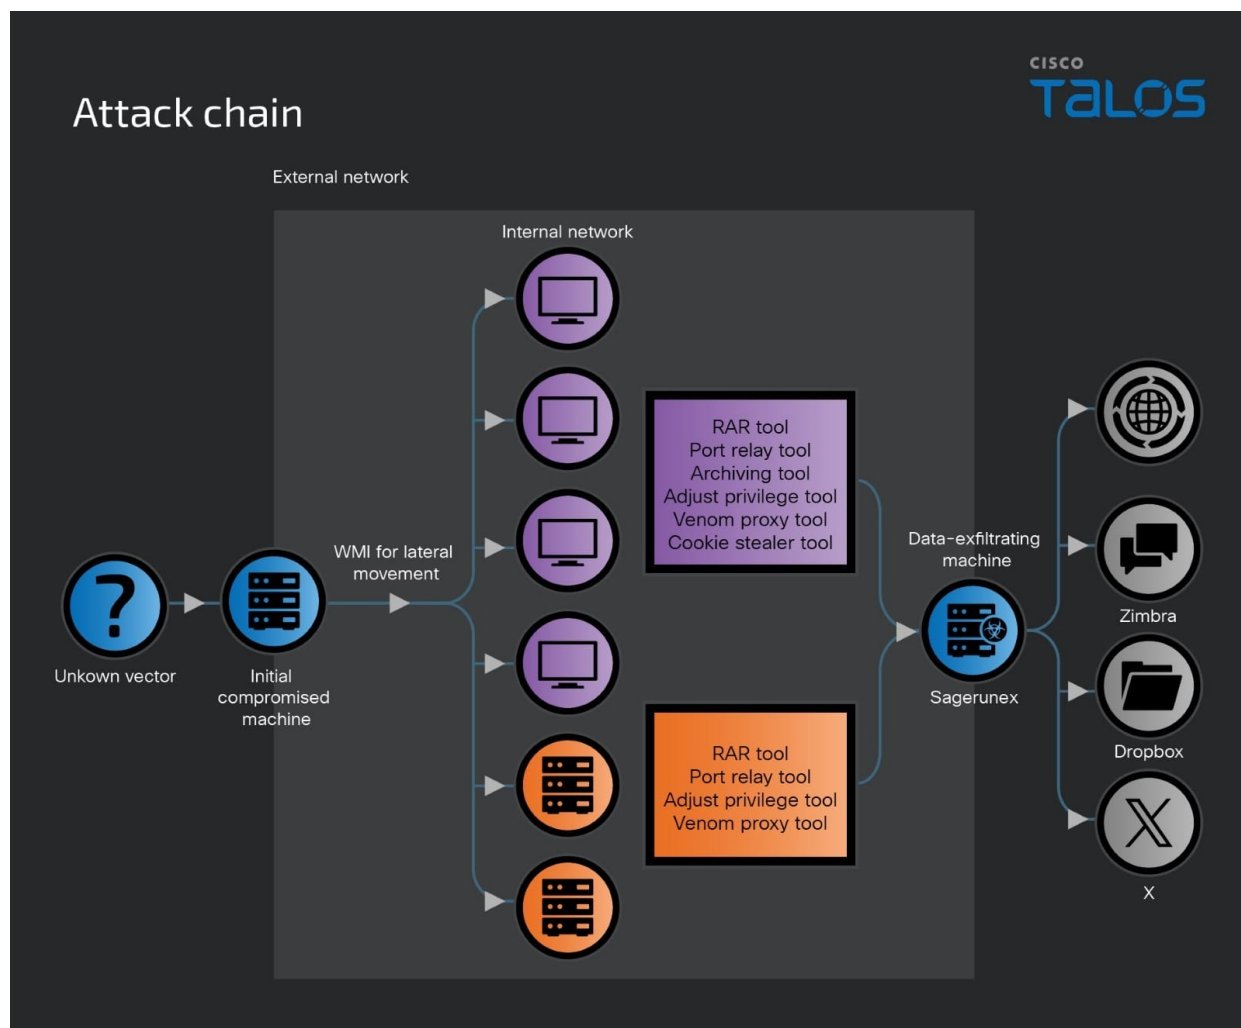 CISCO
TALOS
Attack chain
External network
Internal network
RAR tool
Port relay tool
Archiving tool
Adjust privilege tool
Venom proxy tool
Cookie stealer tool
WMI for lateral
movement
Data-exfiltrating
machine
Zimbra
Unkown vector
Initial
compromised
machine
Sagerunex
RAR tool
Port relay tool
Adjust privilege tool
Venom proxy tool
Dropbox
X